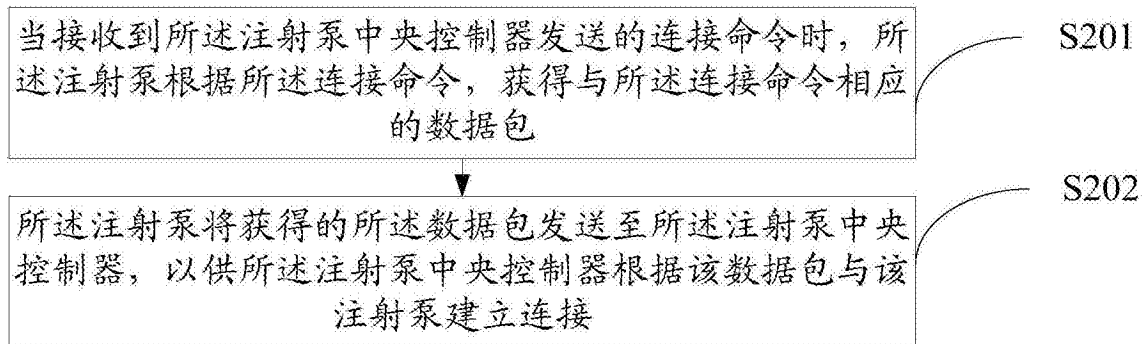 当接收到所述注射泵中央控制器发送的连接命令时，所
述注射泵根据所述连接命令，获得与所述连接命令相应
的数据包
S201
所述注射泵将获得的所述数据包发送至所述注射泵中央
控制器，以供所述注射泵中央控制器根据该数据包与该
注射泵建立连接
S202